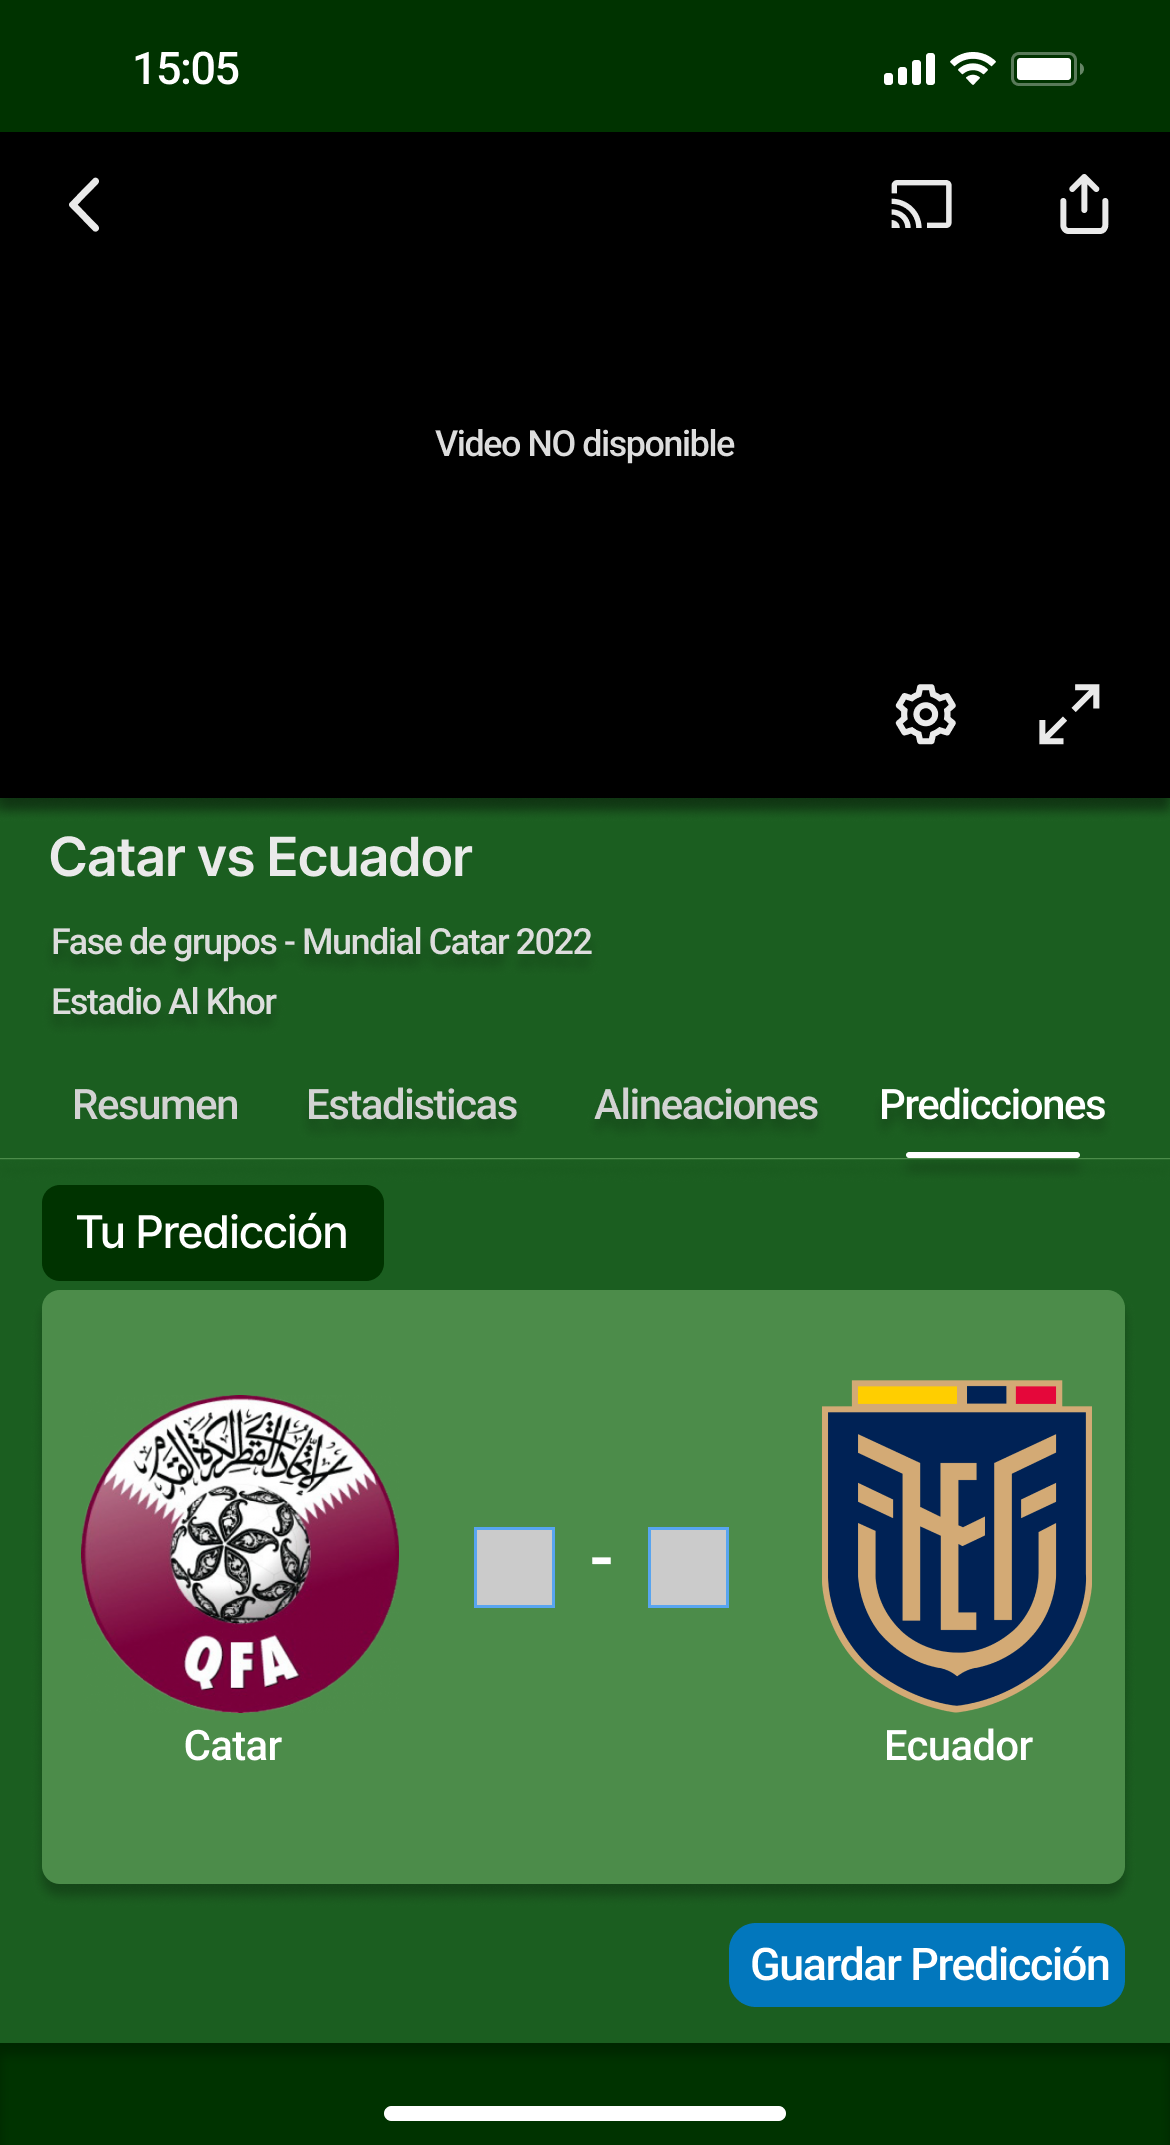 15:05
Video NO disponible
Catar vs Ecuador
Fase de grupos - Mundial Catar 2022
Estadio Al Khor
Resumen Estadisticas Alineaciones Predicciones
Tu Predicción
-
QFA
Catar Ecuador
Guardar Predicción